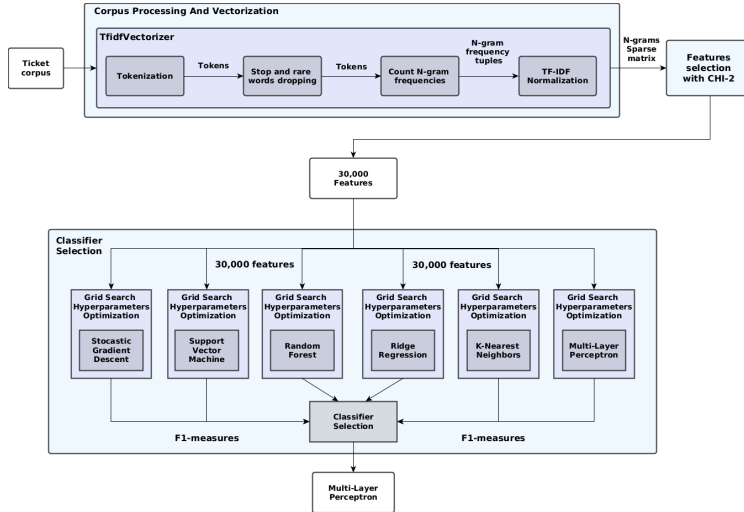 Corpus Processing And Vectorization
TfidfVectorizer
Ticket
corpus
Tokenization
Tokens
Stop and rare
words dropping
Tokens
Count N-gram
frequencies
N-gram
frequency
tuples
TF-IDF
Normalization
N-grams
Sparse
matrix
Features
selection
with CHI-2
30,000
Features
Classifier
Selection
30,000 features
30,000 features
Grid Search
Hyperparameters
Optimization
Stocastic
Gradient
Descent
Grid Search
Hyperparameters
Optimization
Support
Vector
Machine
Grid Search
Hyperparameters
Optimization
Random
Forest
Grid Search
Hyperparameters
Optimization
Ridge
Regression
Grid Search
Hyperparameters
Optimization
K-Nearest
Neighbors
Grid Search
Hyperparameters
Optimization
Multi-Layer
Perceptron
F1-measures
Classifier
Selection
F1-measures
Multi-Layer
Perceptron